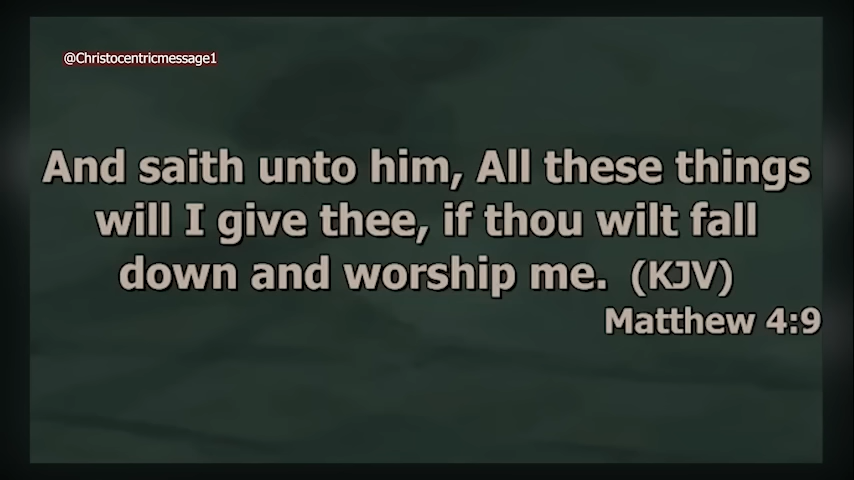 @Christocentricmessage1
And saith unto him, All these things
will I give thee, if thou wilt fall
down and worship me. (KJV)
Matthew 4:9